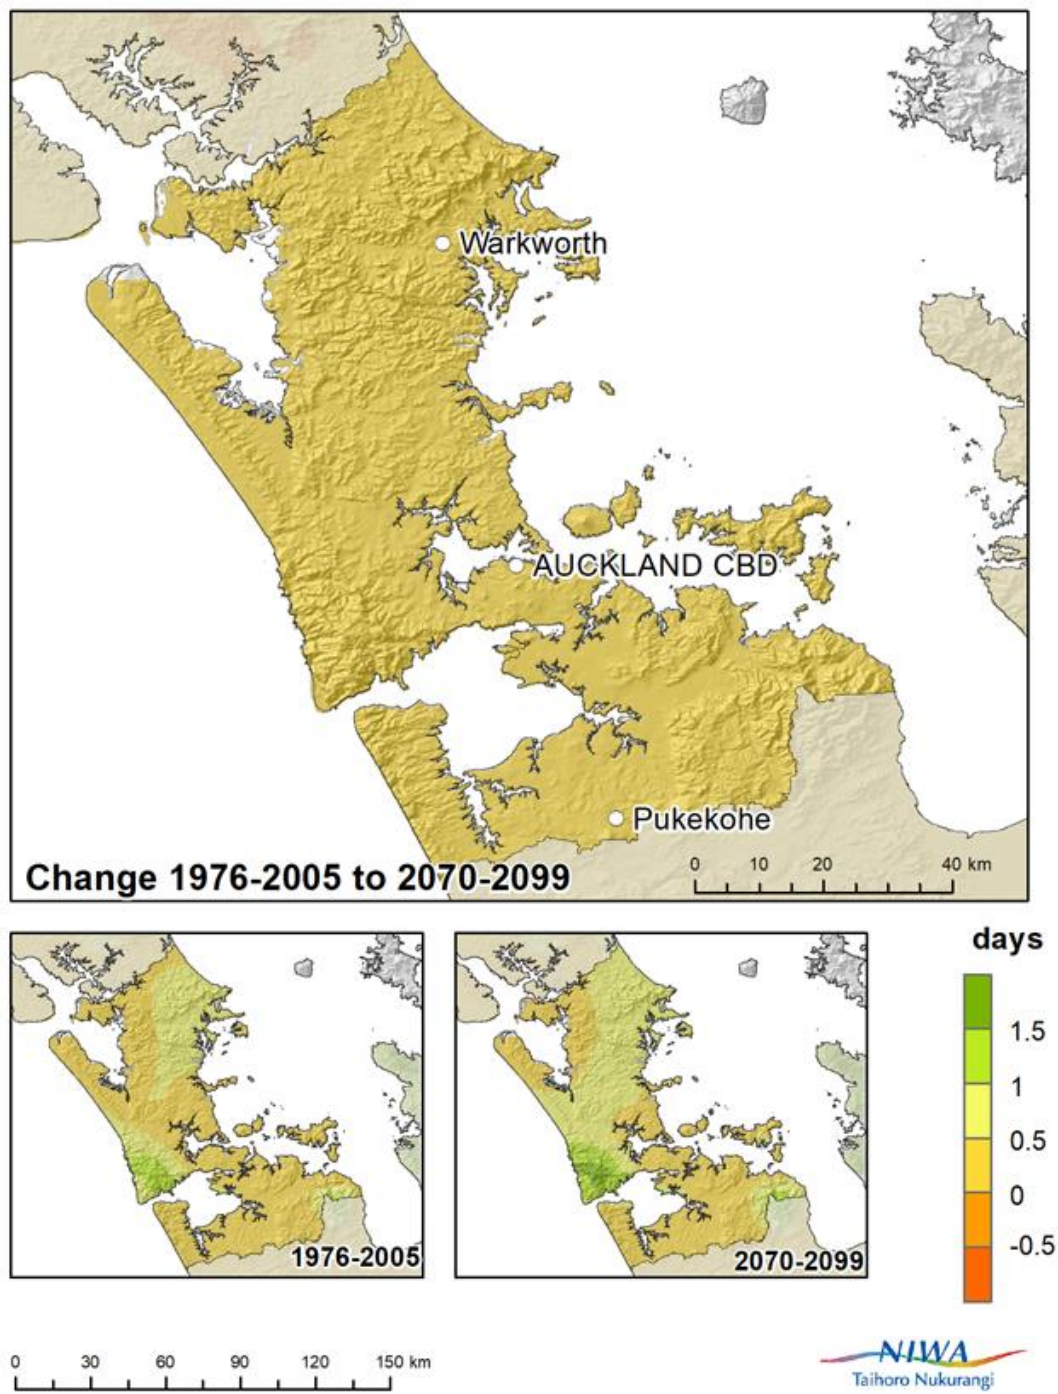 Warkworth
AUCKLAND CBD
Pukekohe
Change 1976-2005 to 2070-2099
0 10 20 40 km
days
1.5
1
0.5
0
-0.5
1976-2005
2070-2099
0 30 60 90 120 150 km
NIWA
Taihoro Nukurangi